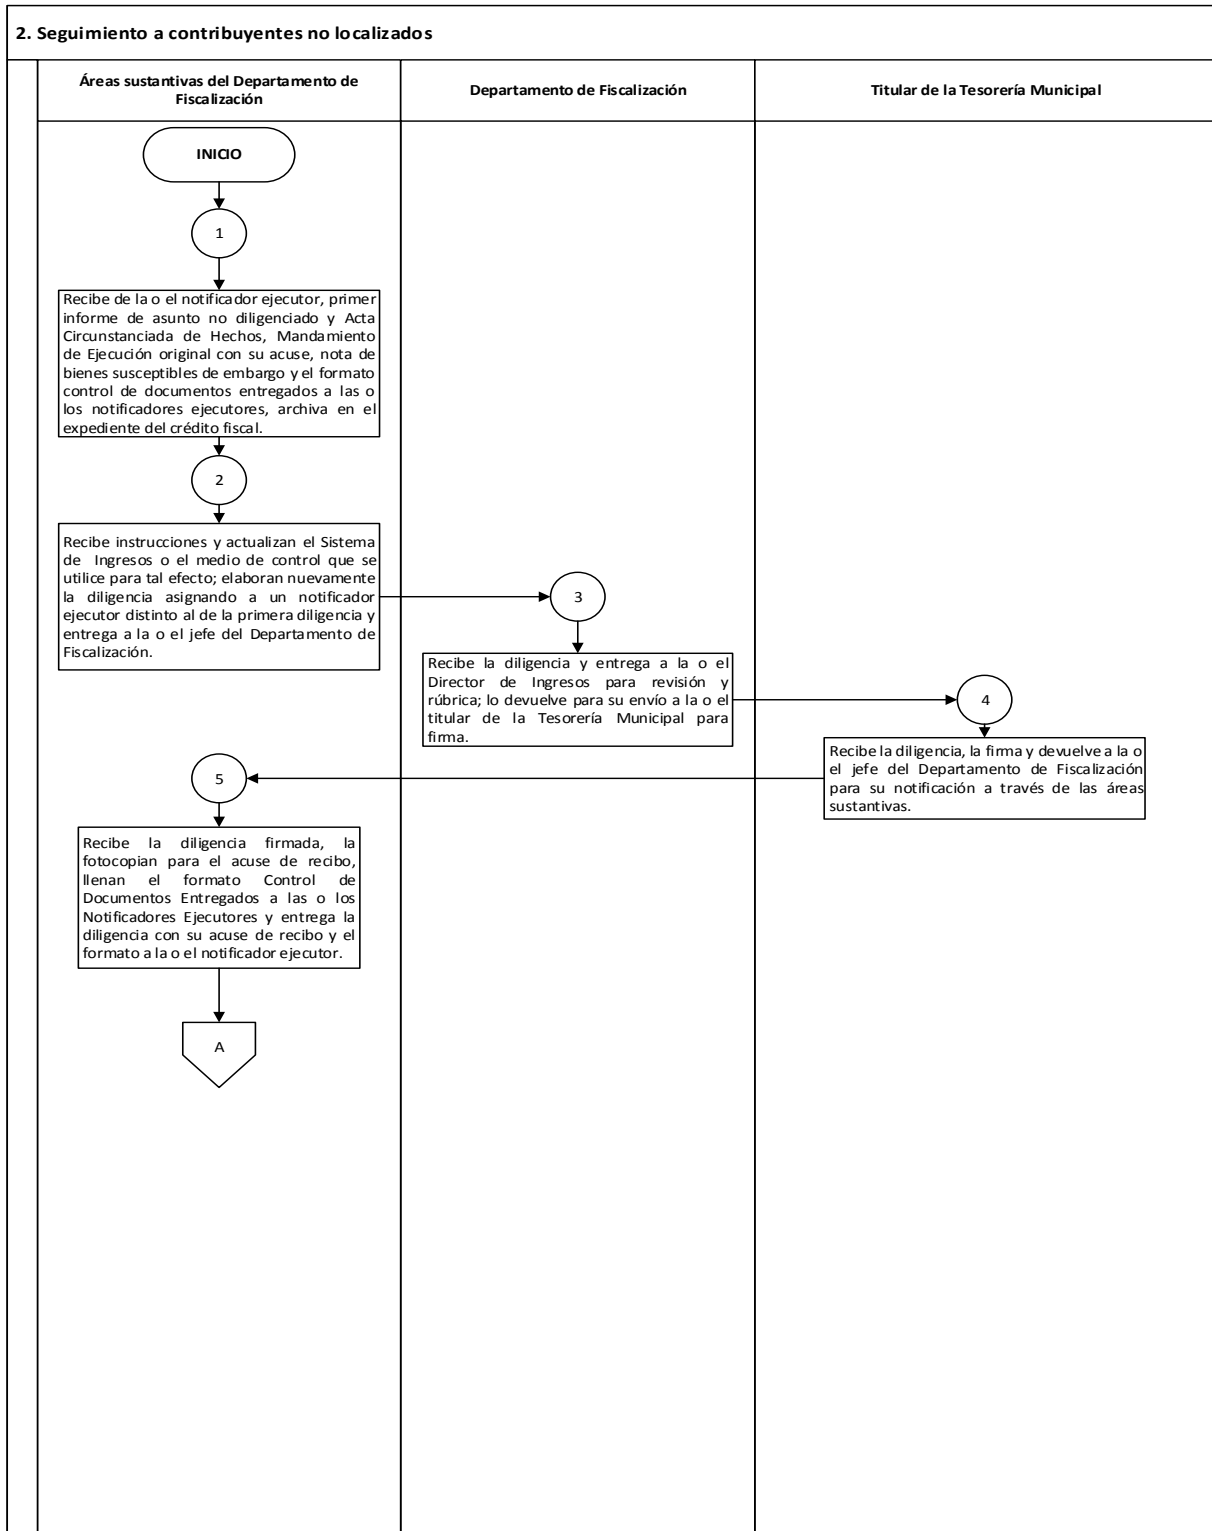 2. Seguimiento a contribuyentes no localizados
Áreas sustantivas del Departamento de
Fiscalización
Departamento de Fiscalización
Titular de la Tesorería Municipal
INICIO
1
Recibe de la o el notificador ejecutor, primer
informe de asunto no diligenciado y Acta
Circunstanciada de Hechos, Mandamiento
de Ejecución original con su acuse, nota de
bienes susceptibles de embargo y el formato
control de documentos entregados a las o
los notificadores ejecutores, archiva en el
expediente del crédito fiscal.
2
Recibe instrucciones y actualizan el Sistema
de Ingresos o el medio de control que se
utilice para tal efecto; elaboran nuevamente
la diligencia asignando a un notificador
ejecutor distinto al de la primera diligencia y
entrega a la o el jefe del Departamento de
Fiscalización.
3
Recibe la diligencia y entrega a la o el
Director de Ingresos para revisión y
rúbrica; lo devuelve para su envío a la o el
titular de la Tesorería Municipal para
firma.
4
Recibe la diligencia, la firma y devuelve a la o
el jefe del Departamento de Fiscalización
para su notificación a través de las áreas
sustantivas.
5
Recibe la diligencia firmada, la
fotocopian para el acuse de recibo,
llenan el formato Control de
Documentos Entregados a las o los
Notificadores Ejecutores y entrega la
diligencia con su acuse de recibo y el
formato a la o el notificador ejecutor.
A